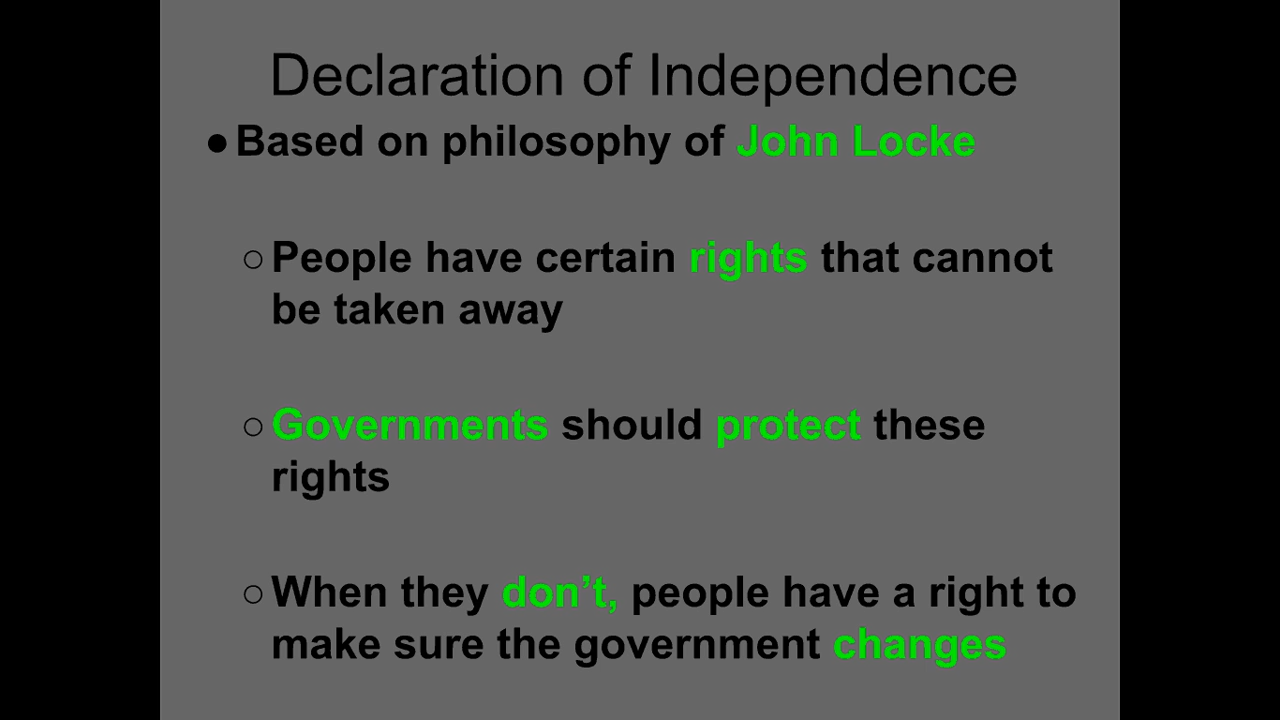 Declaration of Independence
● Based on philosophy of John Locke
○ People have certain rights that cannot
be taken away
○ Governments should protect these
rights
○ When they don’t, people have a right to
make sure the government changes